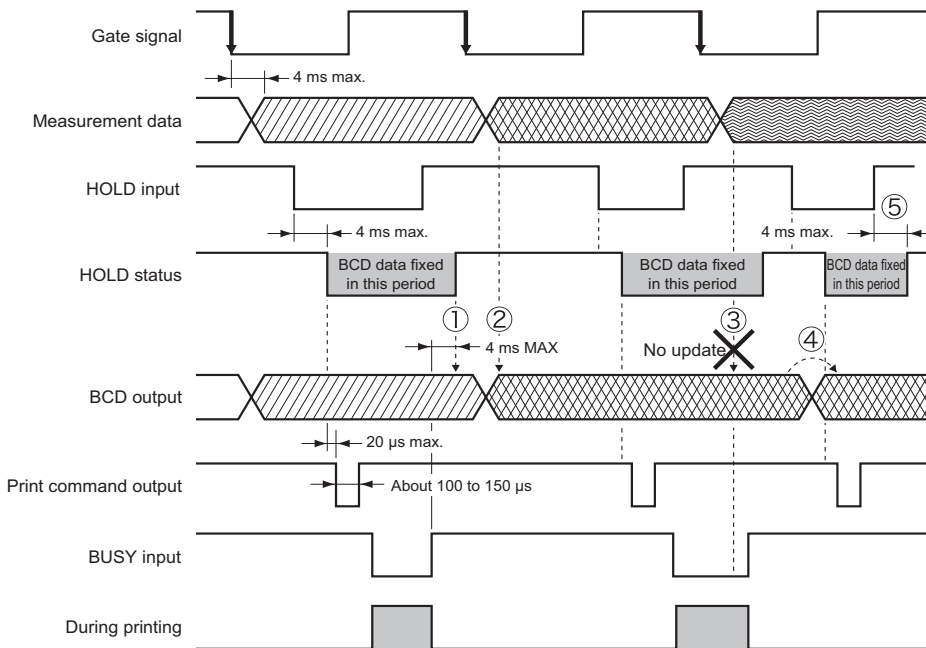 Gate signal
4 ms max.
Measurement data
HOLD input
⑤
4 ms max.
4 ms max.
HOLD status
BCD data fixed
in this period
BCD data fixed
in this period
BCD data fixed
in this period
①
②
③
④
4 ms MAX
No update
BCD output
20 µs max.
Print command output
About 100 to 150 µs
BUSY input
During printing